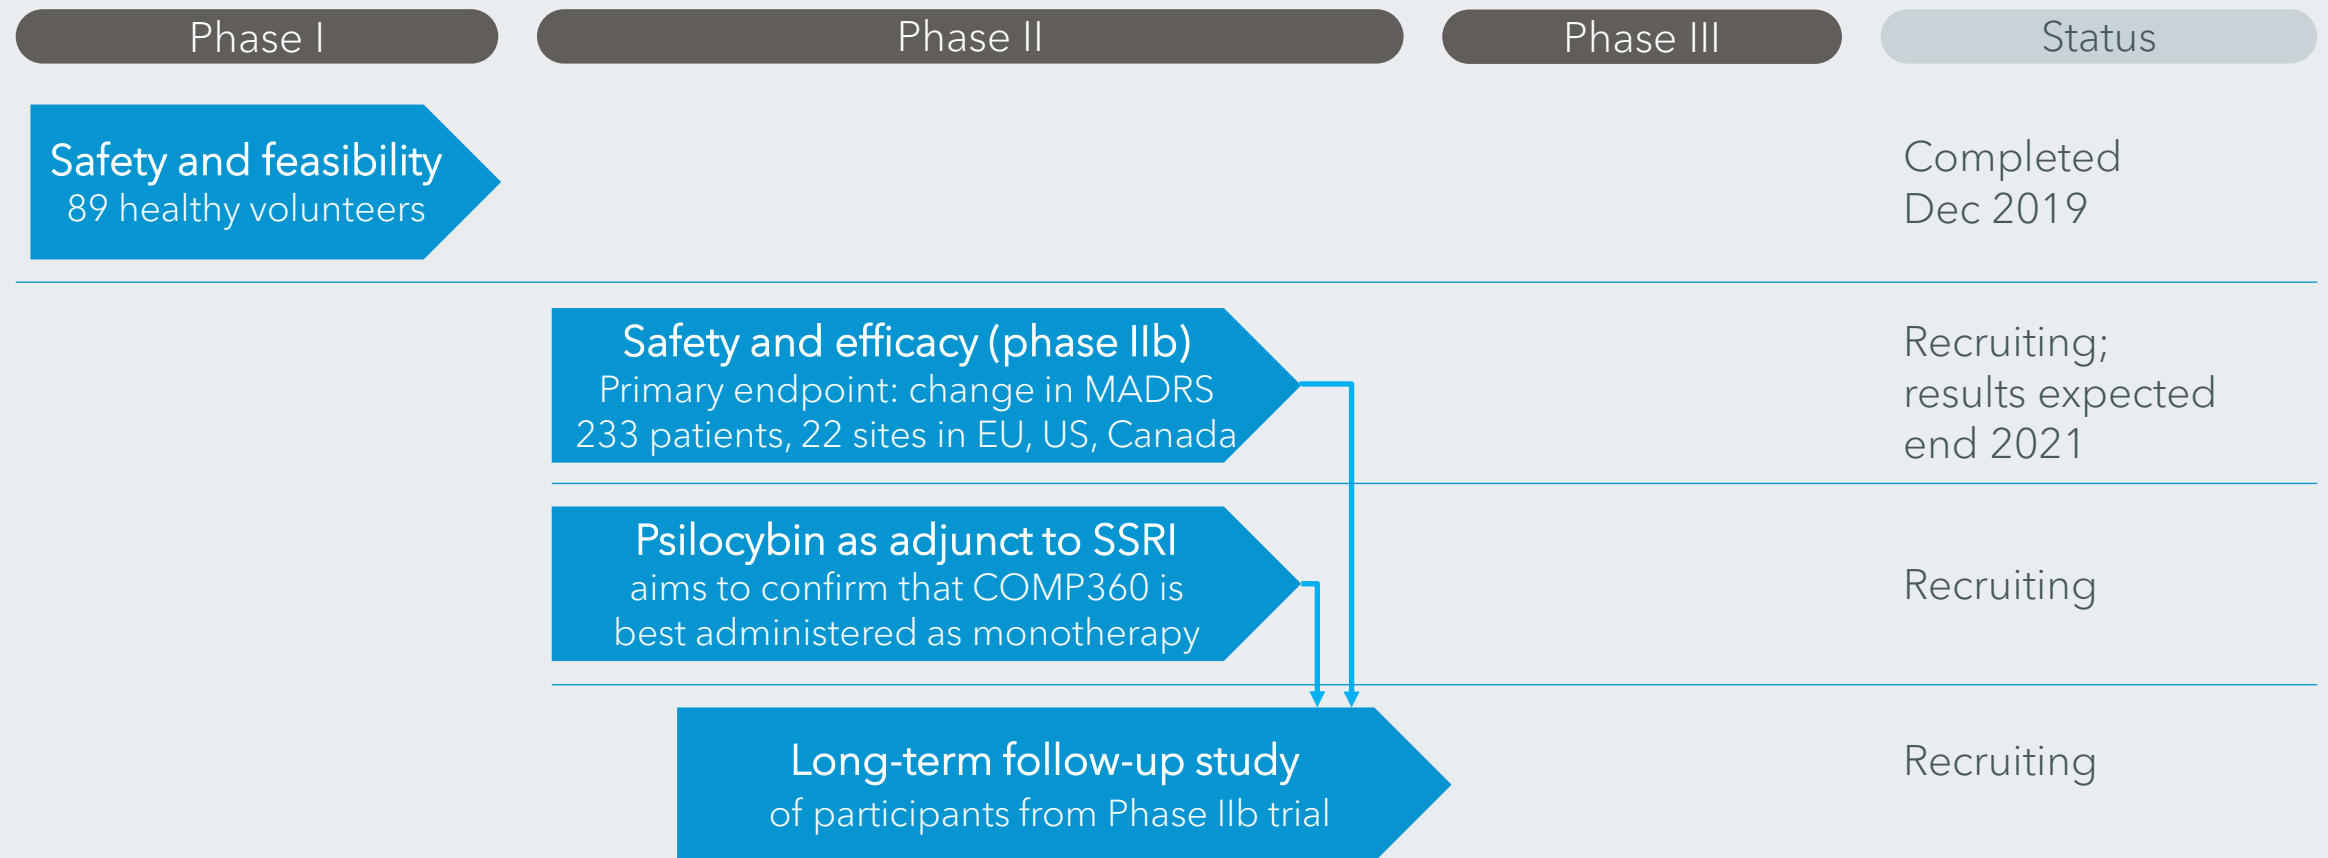 Phase I
Phase II
Phase III
Status
Safety and feasibility
89 healthy volunteers
Completed
Dec 2019
Safety and efficacy (phase IIb)
Primary endpoint: change in MADRS
233 patients, 22 sites in EU, US, Canada
Recruiting;
results expected
end 2021
Psilocybin as adjunct to SSRI
aims to confirm that COMP360 is
best administered as monotherapy
Recruiting
Long-term follow-up study
of participants from Phase IIb trial
Recruiting